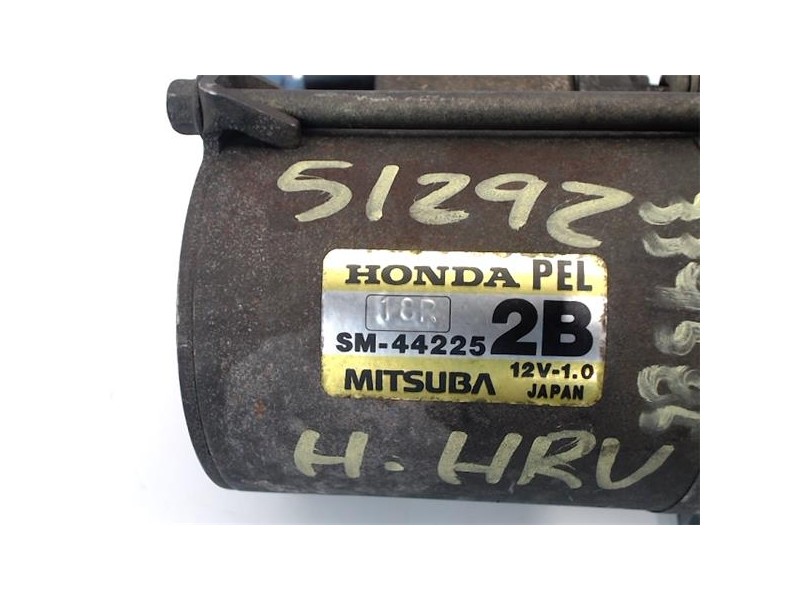 51292
HONDA PEL
18R
SM-44225 2B
MITSUBA 12V-1.0
JAPAN
H. HRV